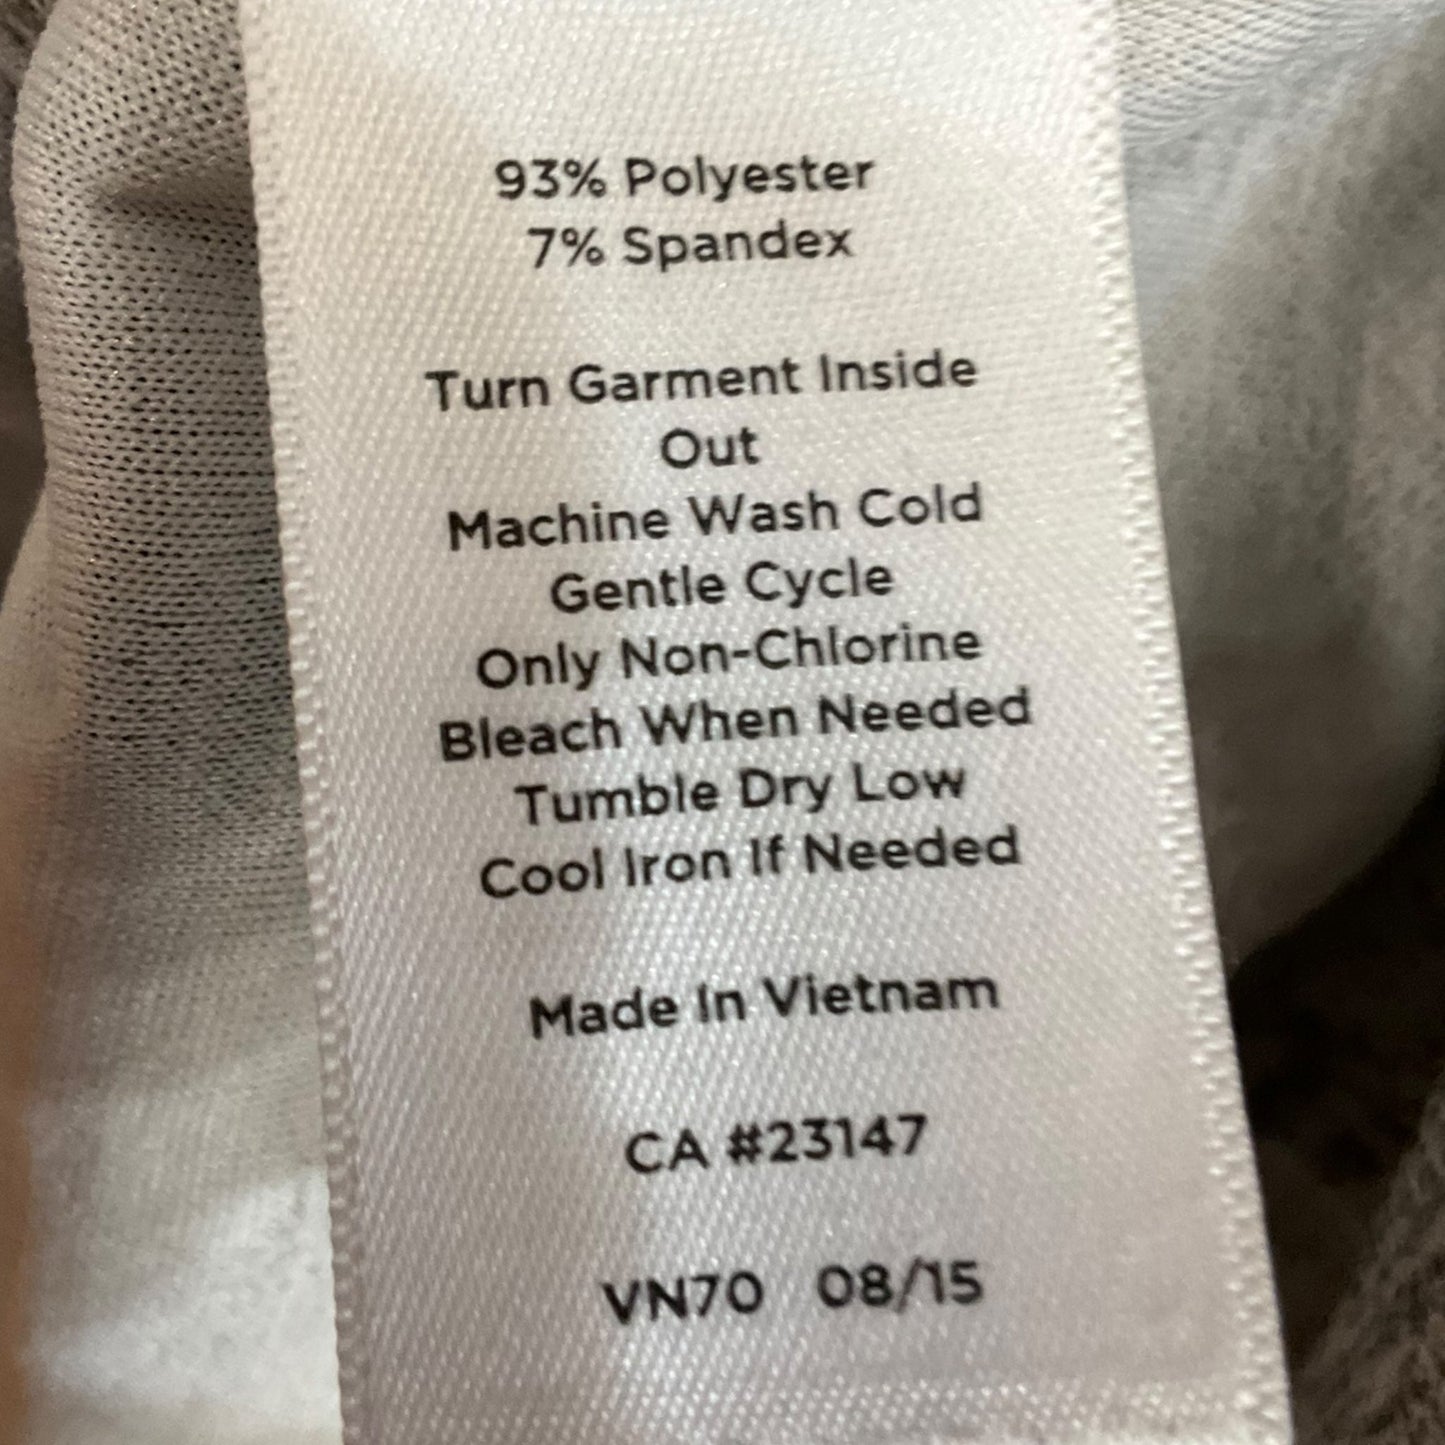 93% Polyester
7% Spandex
Turn Garment Inside
Out
Machine Wash Cold
Gentle Cycle
Only Non-Chlorine
Bleach When Needed
Tumble Dry Low
Cool Iron If Needed
Made In Vietnam
CA #23147
VN70 08/15